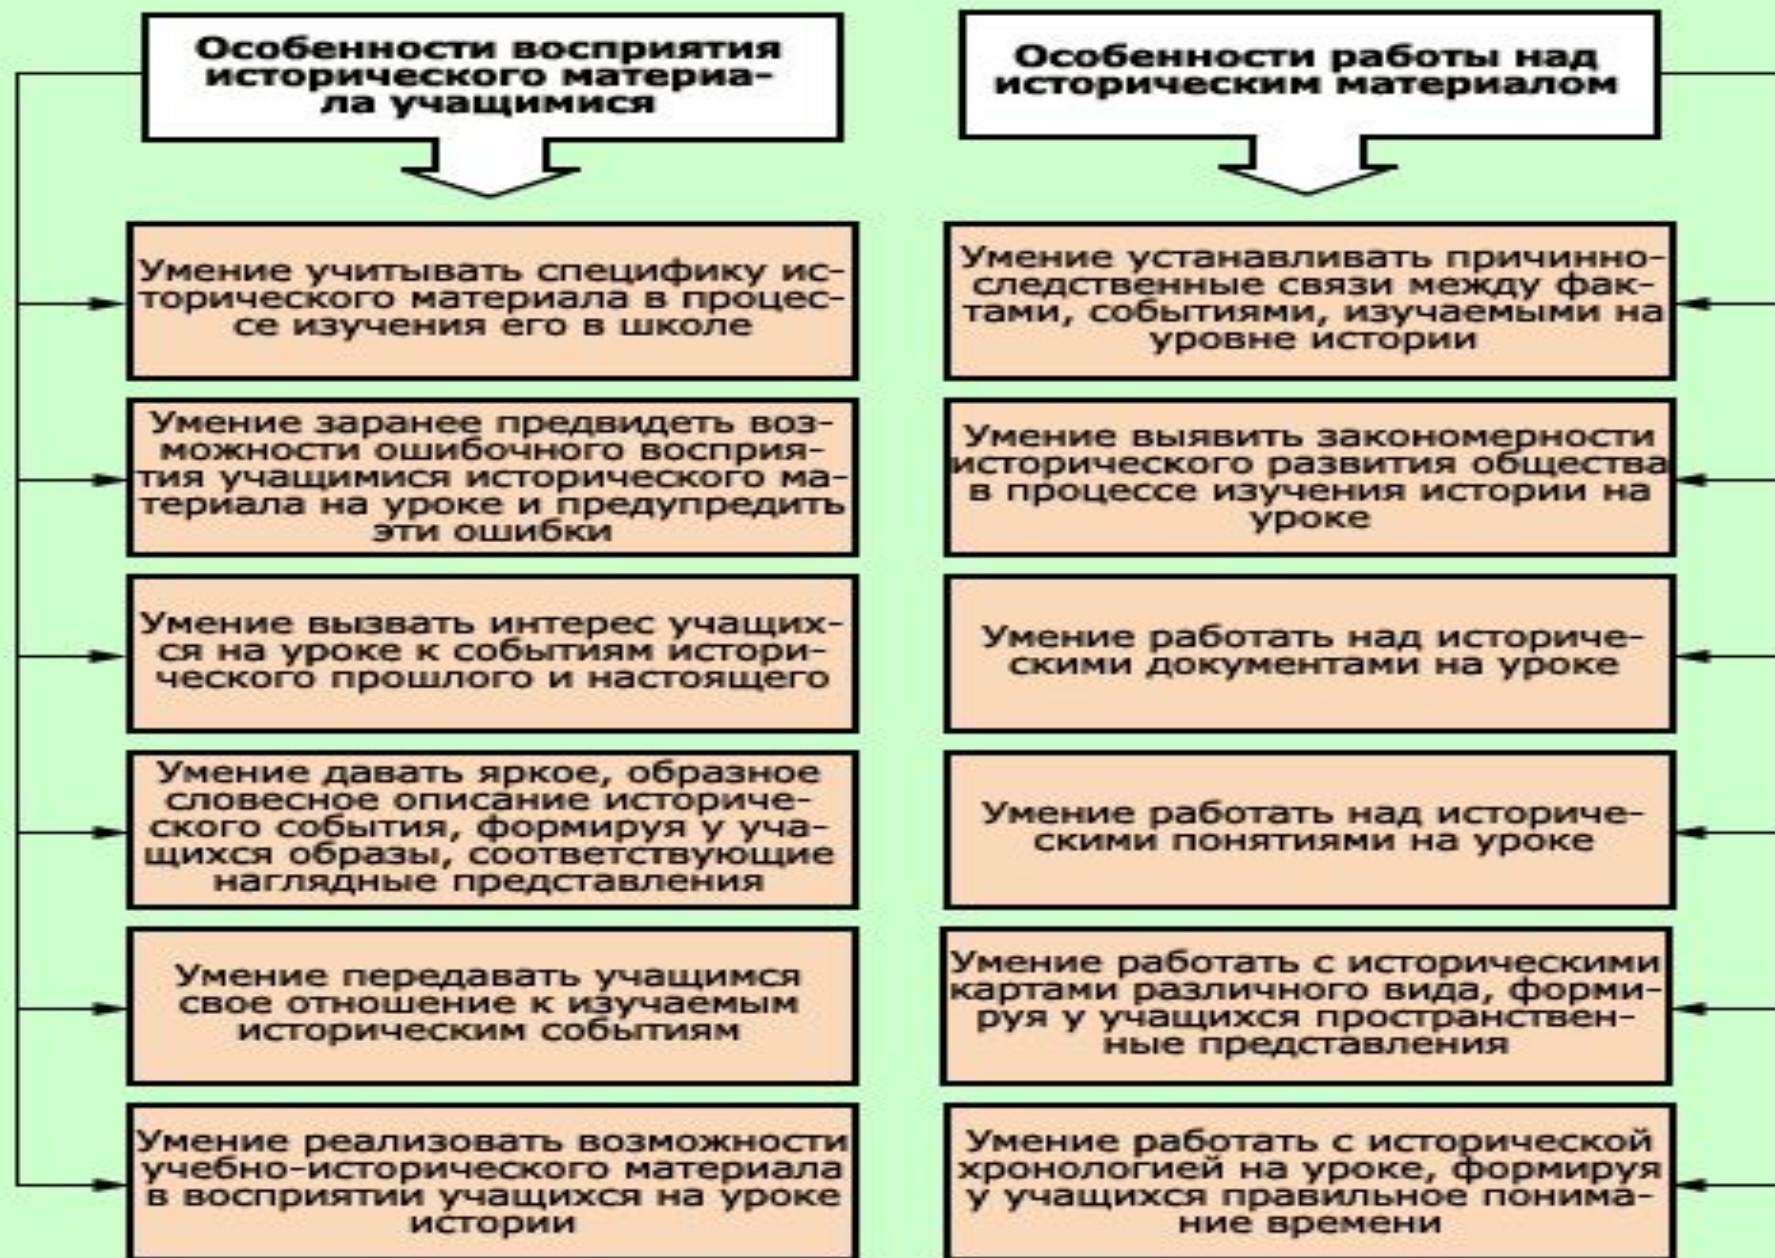 Особенности восприятия
исторического материа-
ла учащимися
Умение учитывать специфику ис-
торического материала в процес-
се изучения его в школе
Умение заранее предвидеть воз-
можности ошибочного восприя-
тия учащимися исторического ма-
териала на уроке и предупредить
эти ошибки
Умение вызвать интерес учащих-
ся на уроке к событиям истори-
ческого прошлого и настоящего
Умение давать яркое, образное
словесное описание историче-
ского события, формируя у уча-
щихся образы, соответствующие
наглядные представления
Умение передавать учащимся
свое отношение к изучаемым
историческим событиям
Умение реализовать возможности
учебно-исторического материала
в восприятии учащихся на уроке
истории
Особенности работы над
историческим материалом
Умение устанавливать причинно-
следственные связи между фак-
тами, событиями, изучаемыми на
уровне истории
Умение выявить закономерности
исторического развития общества
в процессе изучения истории на
уроке
Умение работать над историче-
скими документами на уроке
Умение работать над историче-
скими понятиями на уроке
Умение работать с историческими
картами различного вида, форми-
руя у учащихся пространствен-
ные представления
Умение работать с исторической
хронологией на уроке, формируя
у учащихся правильное понима-
ние времени